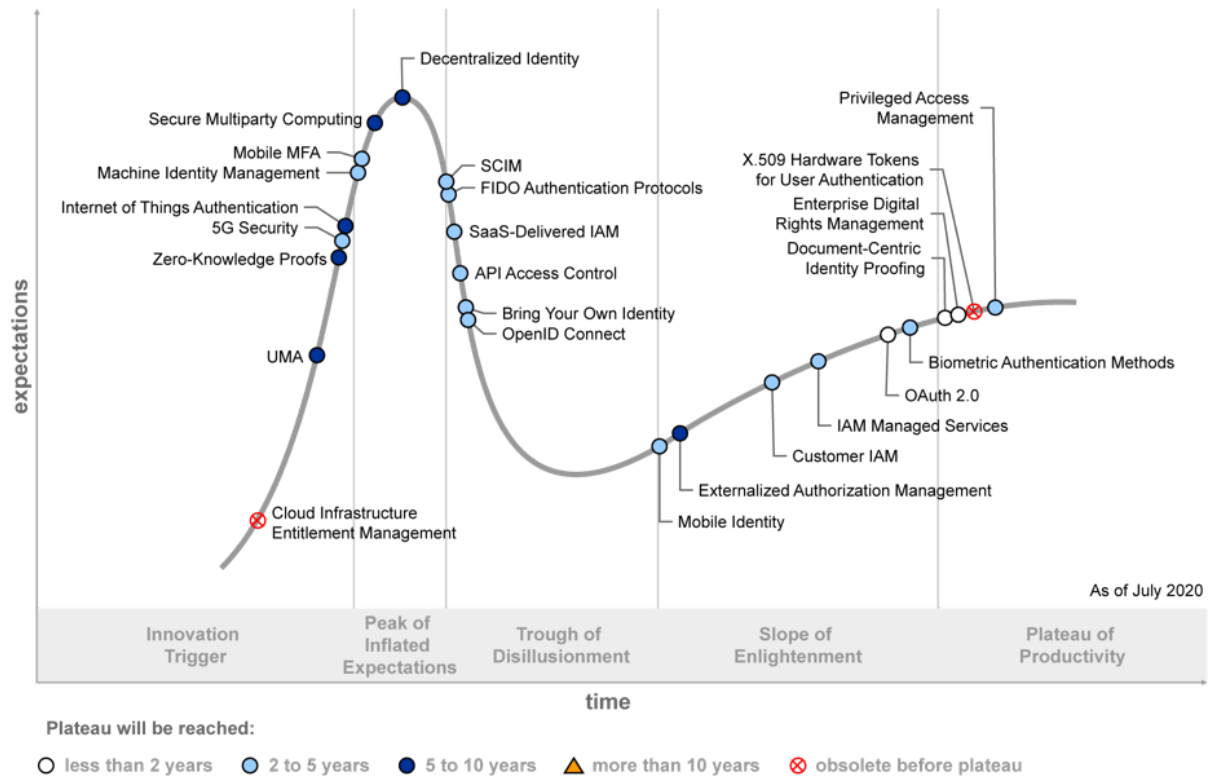 expectations
Decentralized Identity
Secure Multiparty Computing
Mobile MFA
Machine Identity Management
Internet of Things Authentication
5G Security
Zero-Knowledge Proofs
UMA
Cloud Infrastructure
Entitlement Management
SCIM
FIDO Authentication Protocols
SaaS-Delivered IAM
API Access Control
Bring Your Own Identity
OpenID Connect
Privileged Access
Management
X.509 Hardware Tokens
for User Authentication
Enterprise Digital
Rights Management
Document-Centric
Identity Proofing
Biometric Authentication Methods
OAuth 2.0
IAM Managed Services
Customer IAM
Externalized Authorization Management
Mobile Identity
As of July 2020
Innovation
Trigger
Peak of
Inflated
Expectations
Trough of
Disillusionment
Slope of
Enlightenment
Plateau of
Productivity
time
Plateau will be reached:
less than 2 years
2 to 5 years
5 to 10 years
more than 10 years
obsolete before plateau